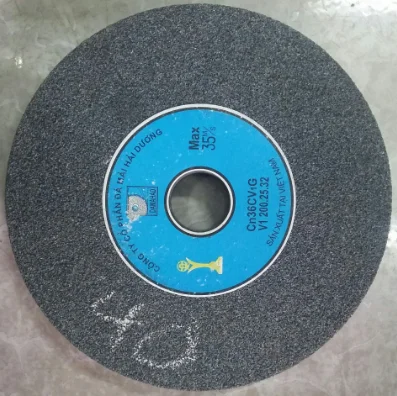 CÔNG TY CỔ PHẦN ĐÁ MÀI HẢI DƯƠNG
Max
35m/s
Cn36CV1G
V1 200.25.32
SẢN XUẤT TẠI VIỆT NAM
40